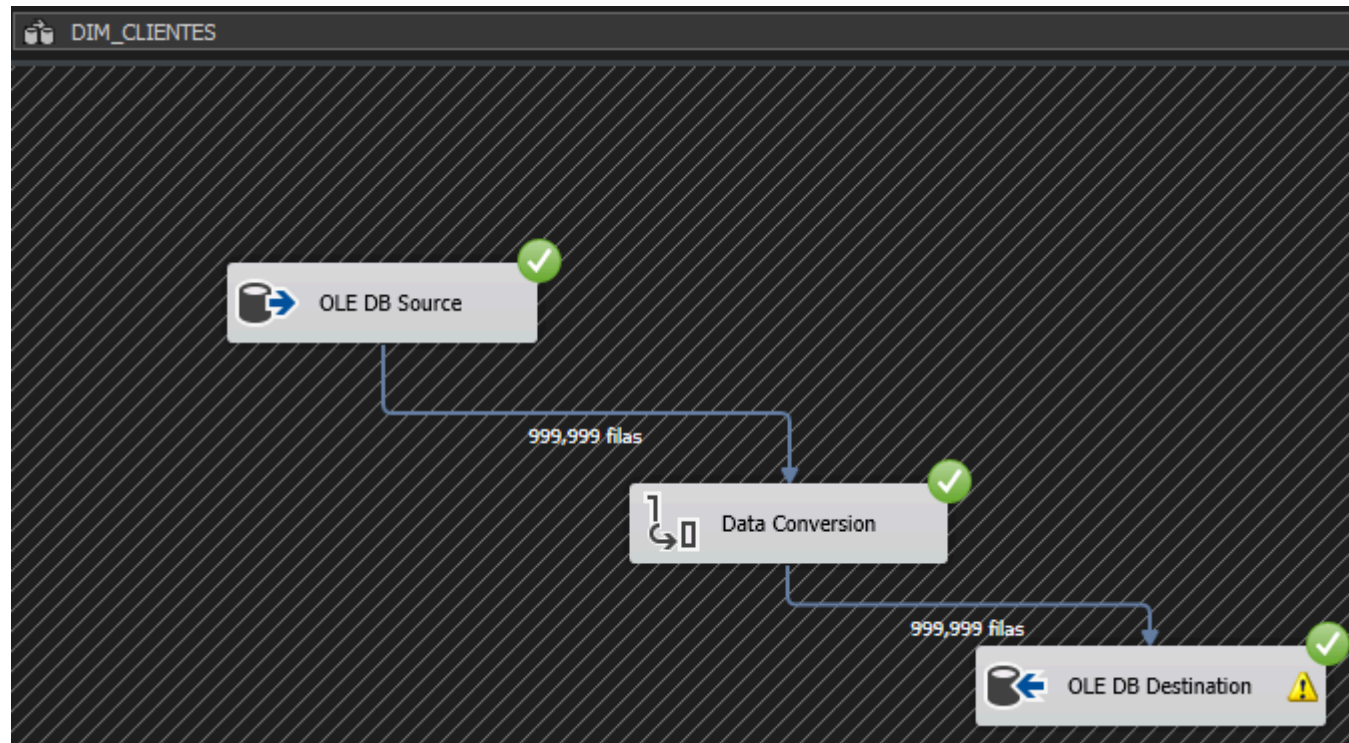 DIM_CLIENTES
OLE DB Source
999,999 filas
Data Conversion
999,999 filas
OLE DB Destination